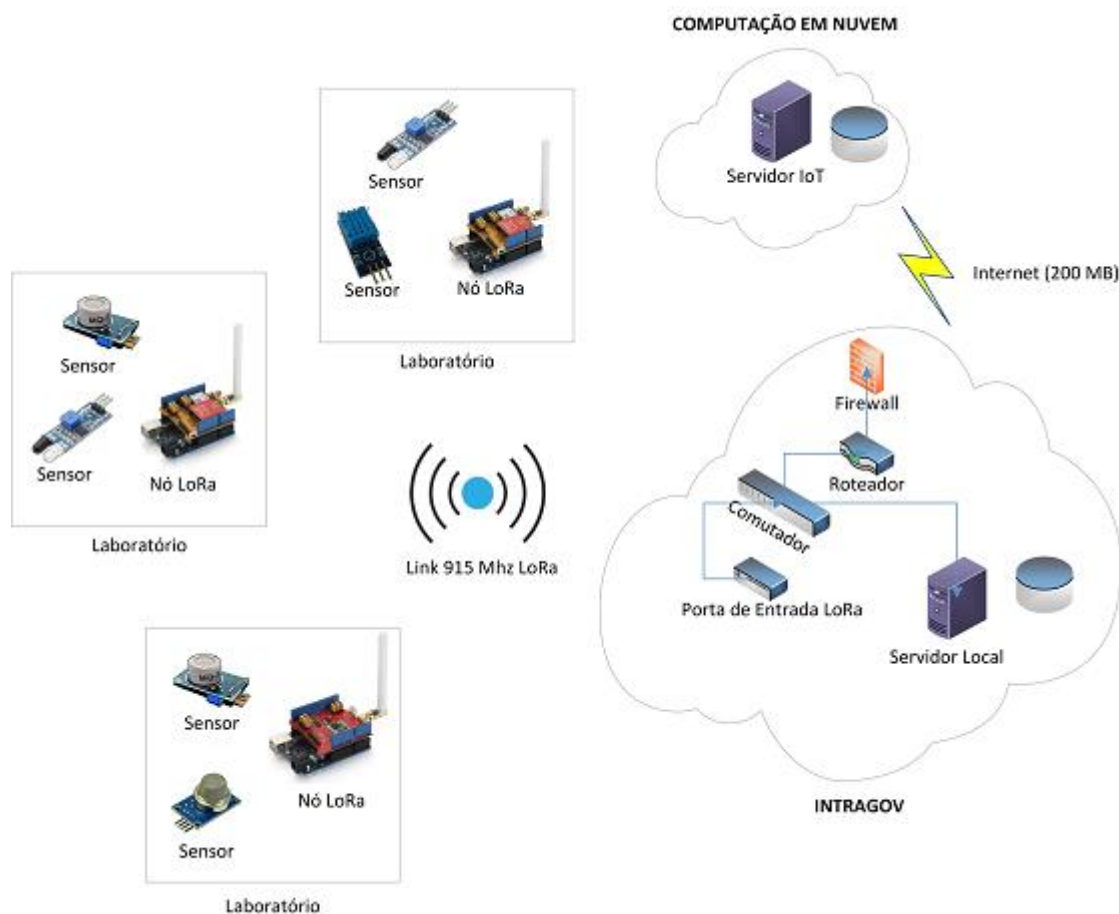 COMPUTAÇÃO EM NUVEM
Servidor IoT
Internet (200 MB)
Sensor
Sensor
Nó LoRa
Laboratório
Sensor
Sensor
Nó LoRa
Laboratório
Link 915 Mhz LoRa
Firewall
Roteador
Comutador
Porta de Entrada LoRa
Servidor Local
INTRAGOV
Sensor
Nó LoRa
Sensor
Laboratório